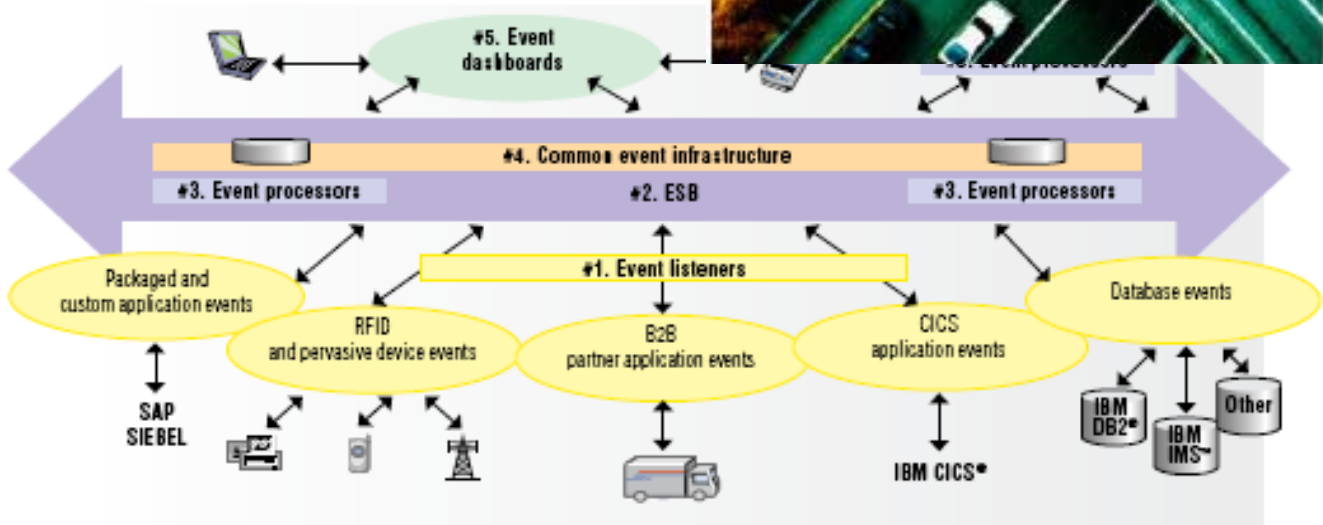 #5. Event
dashboards
#4. Common event infrastructure
#3. Event processors
#2. ESB
#3. Event processors
#1. Event listeners
Packaged and
custom application events
RFID
and pervasive device events
B2B
partner application events
CICS
application events
Database events
SAP
SIEBEL
IBM CICS®
IBM
DB2®
IBM
IMS™
Other